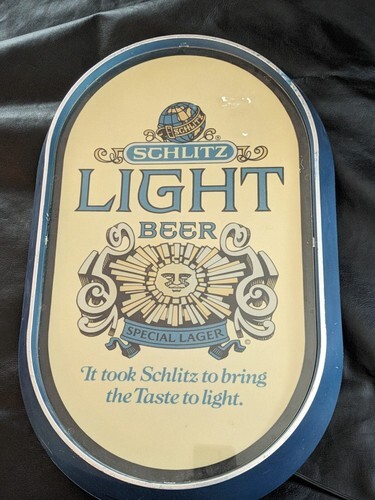 SCHLITZ
SCHLITZ
LIGHT
BEER
SPECIAL LAGER
It took Schlitz to bring
the Taste to light.